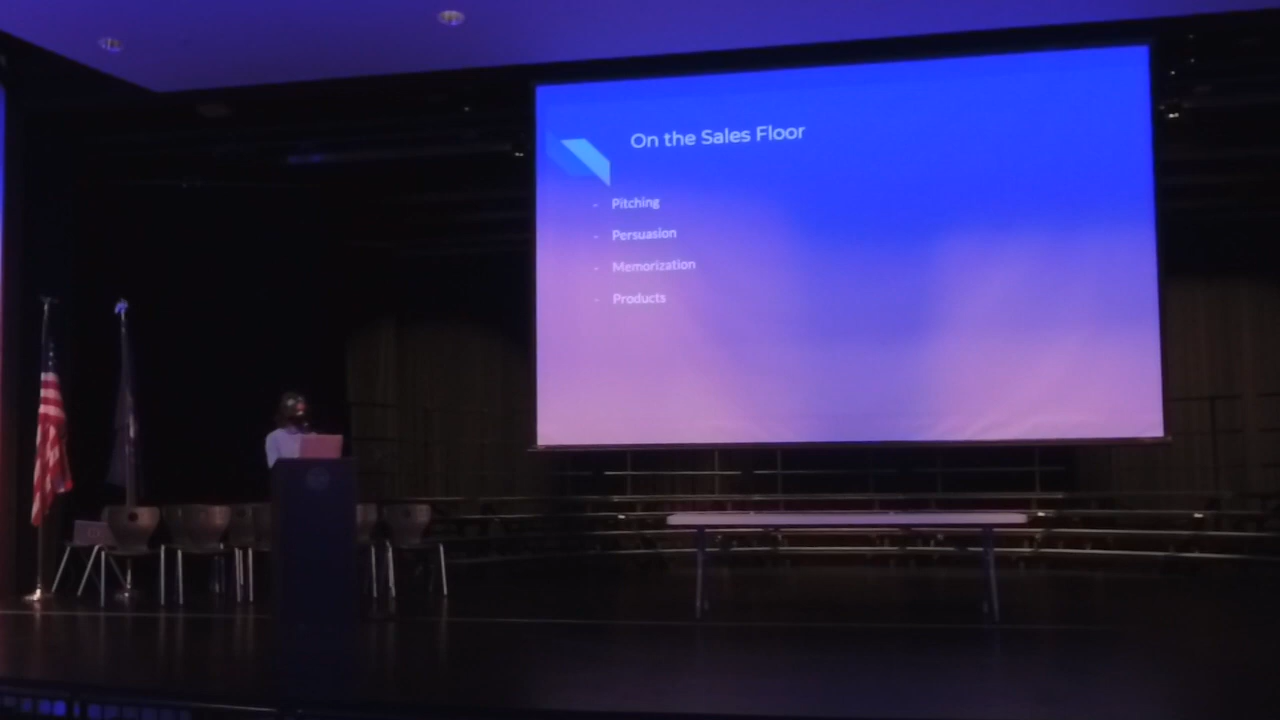 On the Sales Floor
- Pitching
- Persuasion
- Memorization
- Products